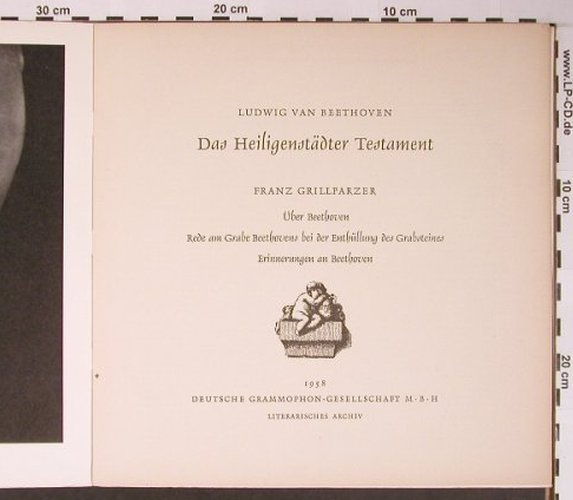 30 cm
20 cm
10 cm
www.LP-CD.de
10 cm
20 cm
LUDWIG VAN BEETHOVEN
Das Heiligenstädter Testament
FRANZ GRILLPARZER
Über Beethoven
Rede am Grabe Beethovens bei der Enthüllung des Grabsteines
Erinnerungen an Beethoven
1958
DEUTSCHE GRAMMOPHON-GESELLSCHAFT M·B·H
LITERARISCHES ARCHIV